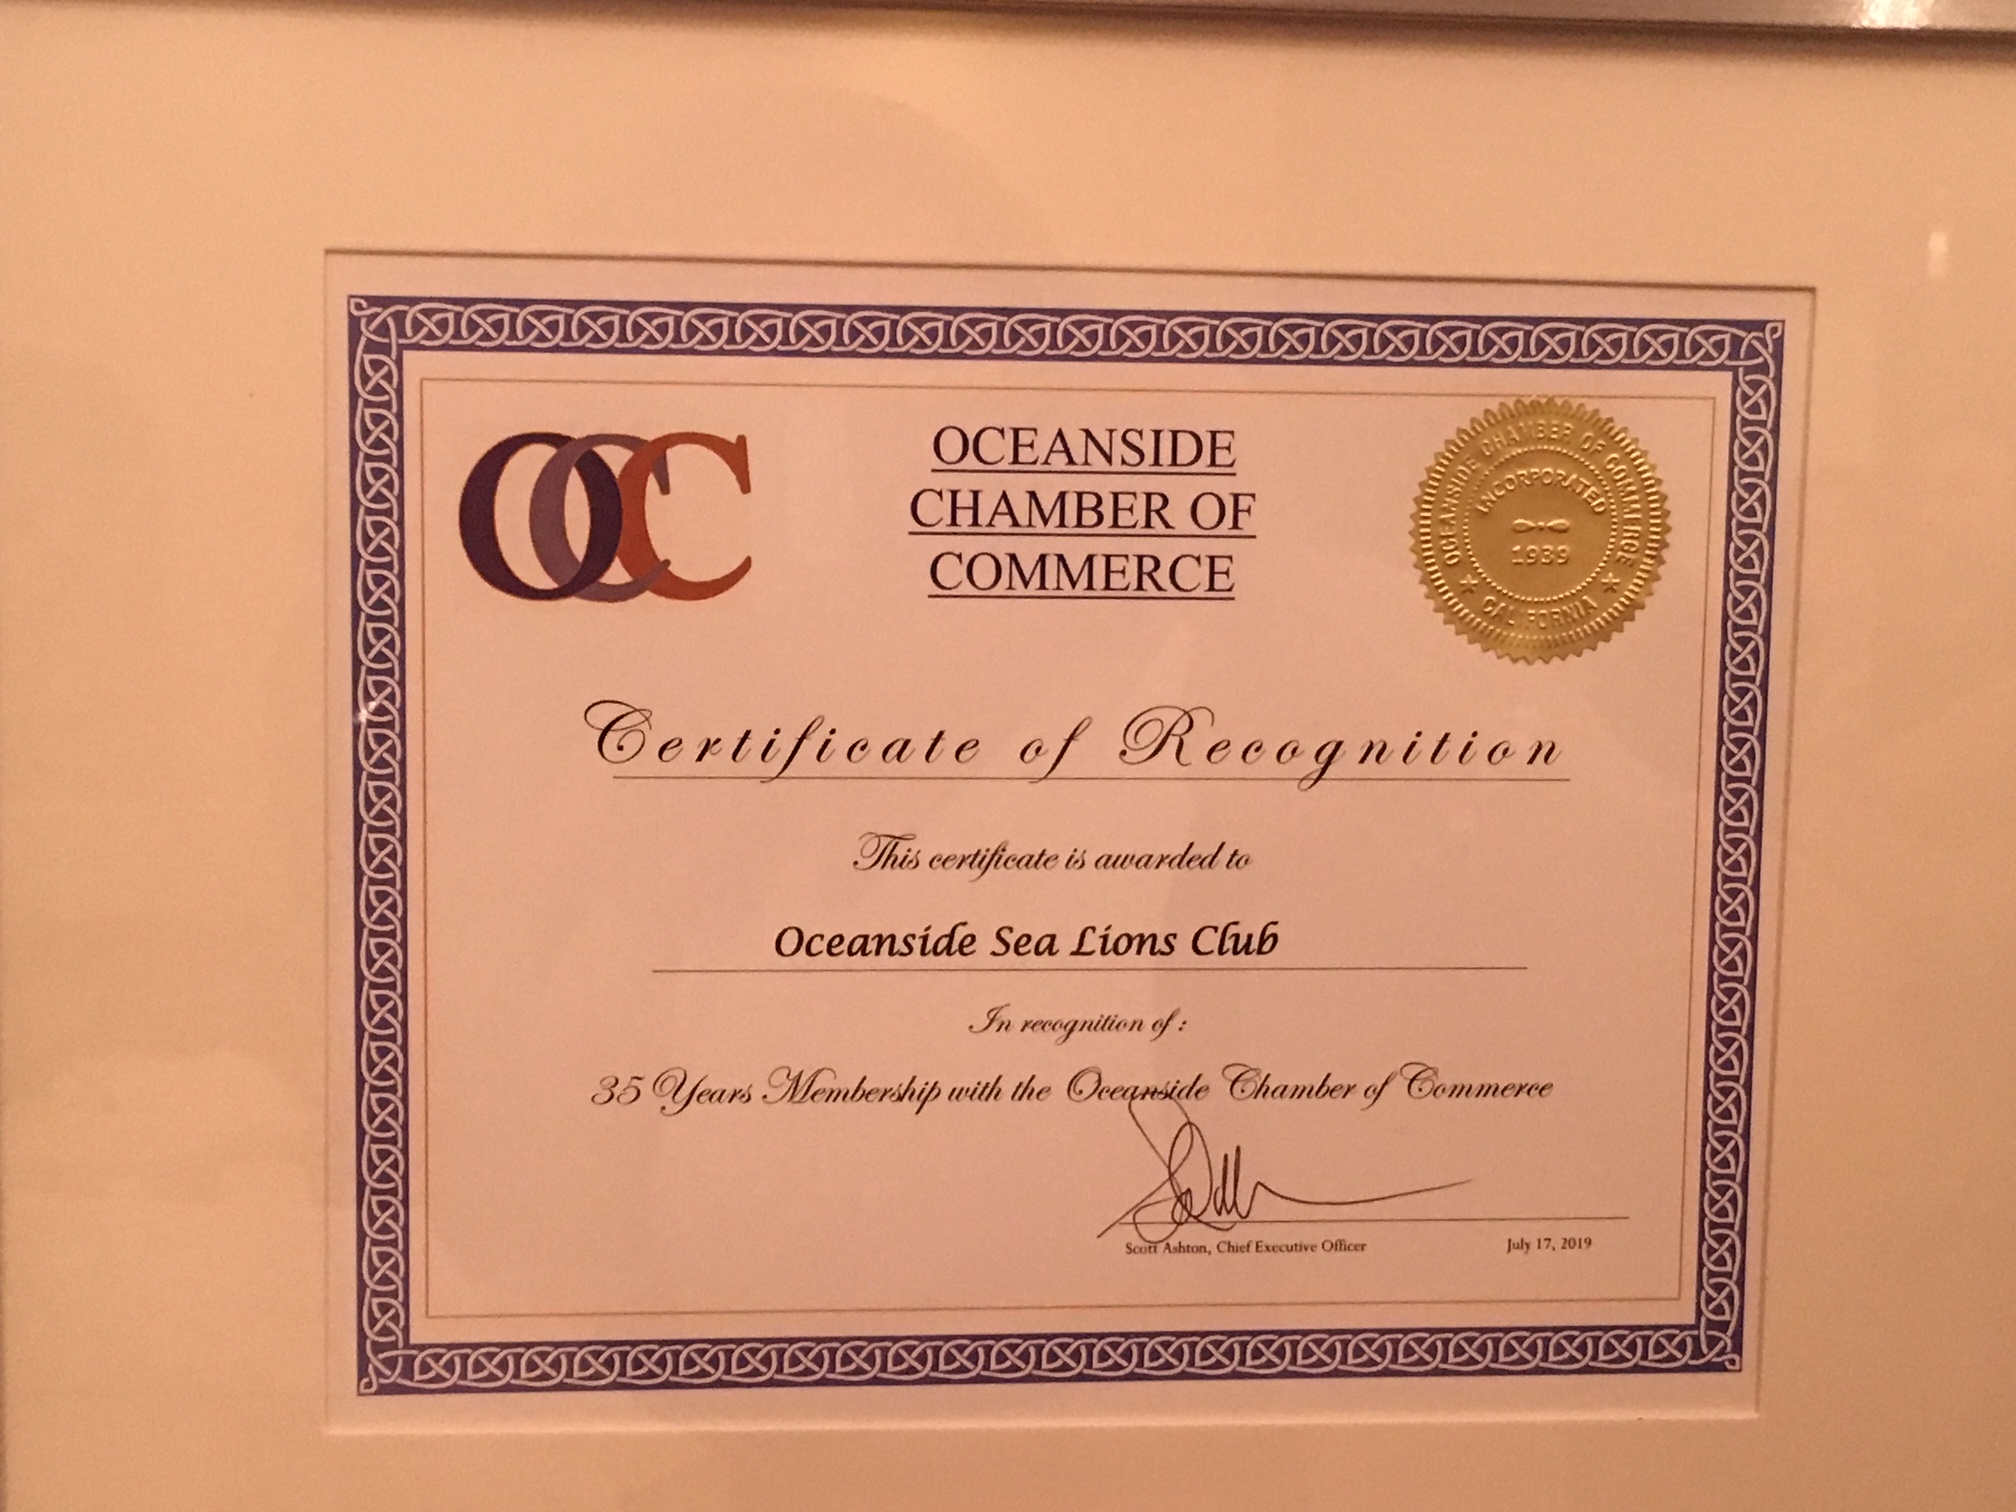 OCC
OCEANSIDE
CHAMBER OF
COMMERCE
OCEANSIDE CHAMBER OF COMMERCE
INCORPORATED
1939
CALIFORNIA
Certificate of Recognition
This certificate is awarded to
Oceanside Sea Lions Club
In recognition of :
35 Years Membership with the Oceanside Chamber of Commerce
Scott Ashton, Chief Executive Officer July 17, 2019